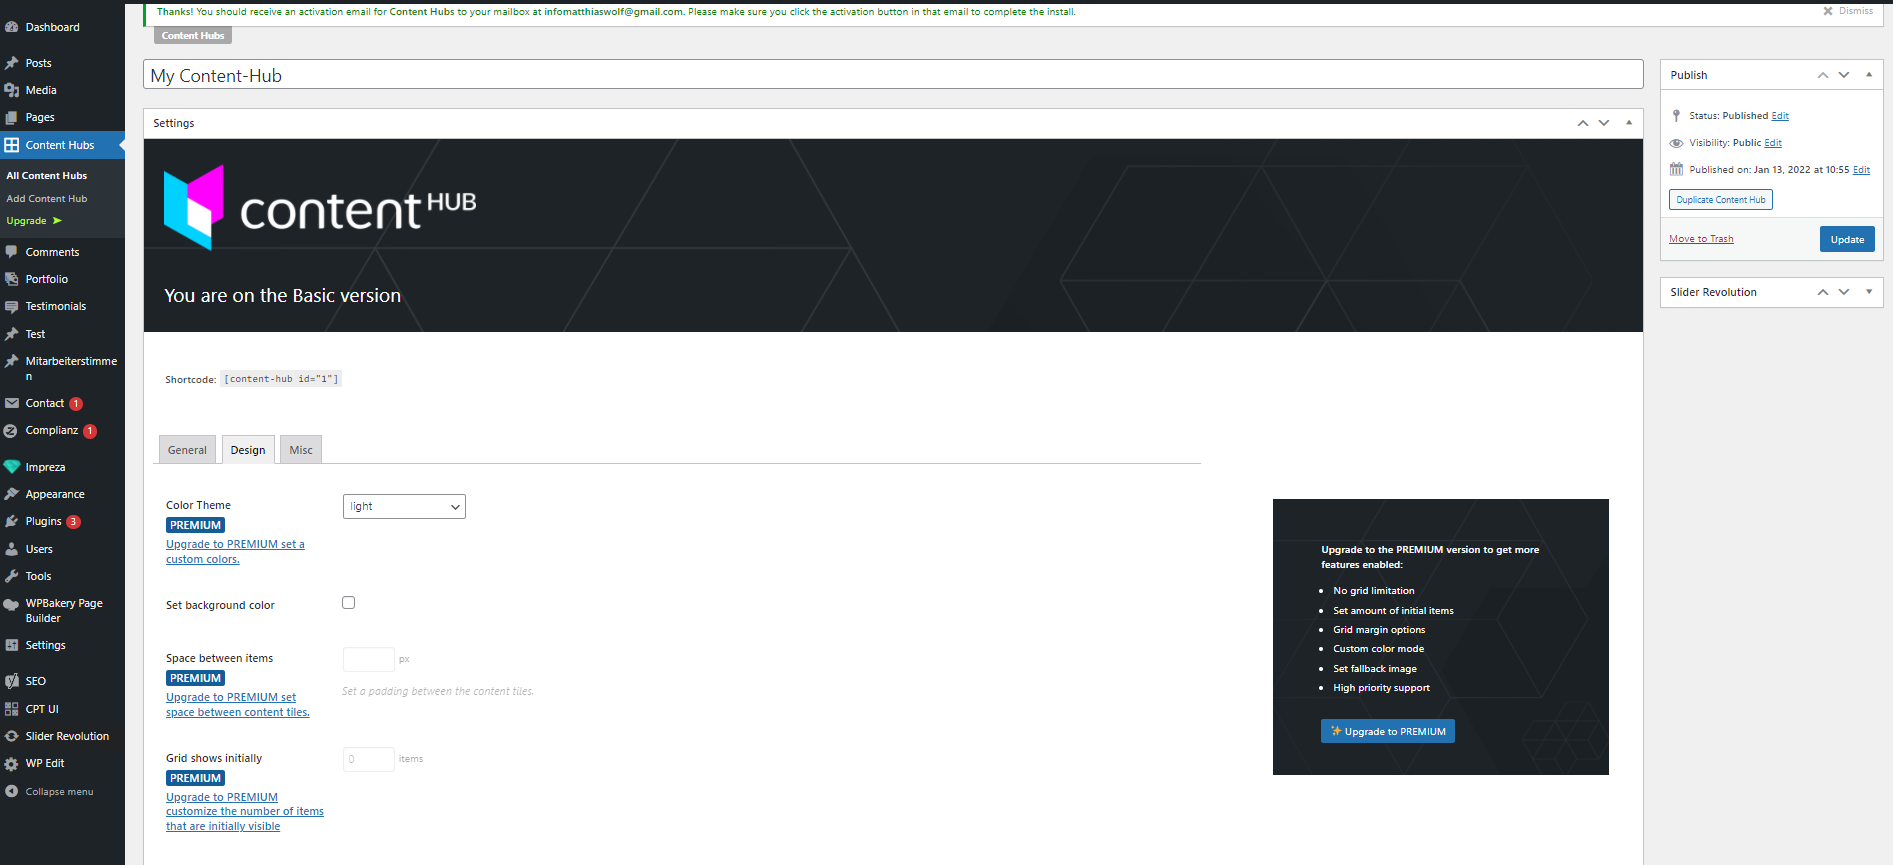 Thanks! You should receive an activation email for Content Hubs to your mailbox at infomatthiaswolf@gmail.com. Please make sure you click the activation button in that email to complete the install.
Dismiss
Content Hubs
Dashboard
Posts
Media
Pages
Content Hubs
All Content Hubs
Add Content Hub
Upgrade ➤
Comments
Portfolio
Testimonials
Test
Mitarbeiterstimme
n
Contact 1
Complianz 1
Impreza
Appearance
Plugins 3
Users
Tools
WPBakery Page
Builder
Settings
SEO
CPT UI
Slider Revolution
WP Edit
Collapse menu
My Content-Hub
Settings
content HUB
You are on the Basic version
Shortcode: [content-hub id="1"]
General
Design
Misc
Color Theme
light
PREMIUM
Upgrade to PREMIUM set a
custom colors.
Set background color
Space between items
px
PREMIUM
Set a padding between the content tiles.
Upgrade to PREMIUM set
space between content tiles.
Grid shows initially
0 items
PREMIUM
Upgrade to PREMIUM
customize the number of items
that are initially visible
Upgrade to the PREMIUM version to get more
features enabled:
• No grid limitation
• Set amount of initial items
• Grid margin options
• Custom color mode
• Set fallback image
• High priority support
✨ Upgrade to PREMIUM
Publish
Status: Published Edit
Visibility: Public Edit
Published on: Jan 13, 2022 at 10:55 Edit
Duplicate Content Hub
Move to Trash
Update
Slider Revolution